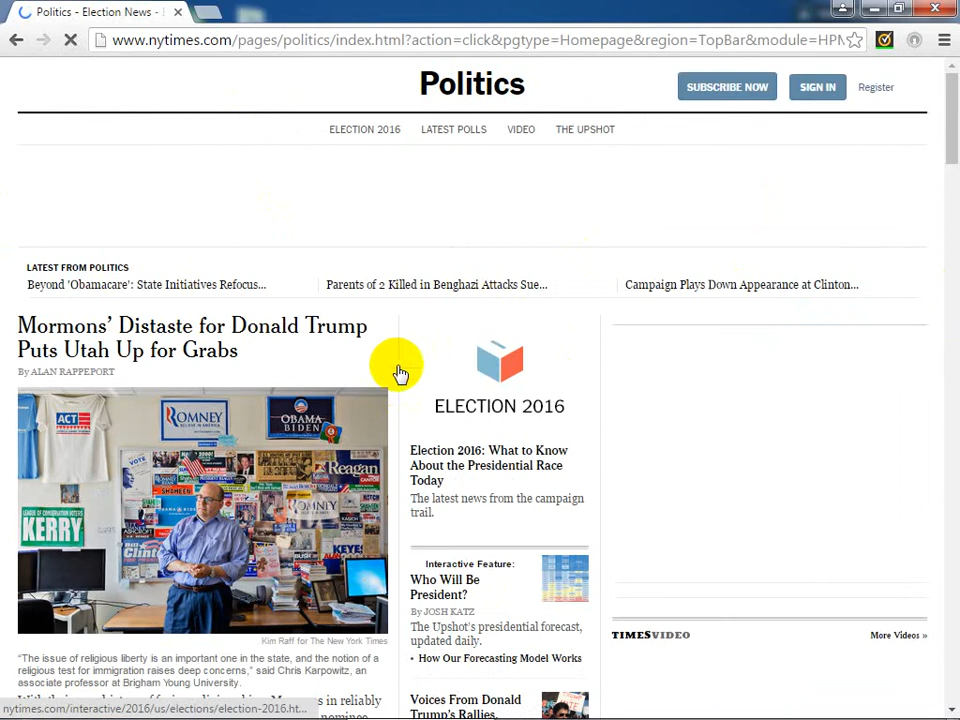 Politics - Election News -
www.nytimes.com/pages/politics/index.html?action=click&pgtype=Homepage&region=TopBar&module=HPM
Politics
SUBSCRIBE NOW
SIGN IN
Register
ELECTION 2016
LATEST POLLS
VIDEO
THE UPSHOT
LATEST FROM POLITICS
Beyond 'Obamacare': State Initiatives Refocus...
Parents of 2 Killed in Benghazi Attacks Sue...
Campaign Plays Down Appearance at Clinton...
Mormons' Distaste for Donald Trump
Puts Utah Up for Grabs
By ALAN RAPPEPORT
ACT
ROMNEY
OBAMA
BIDEN
VOTE
Reagan
SHAHEEN
ROMNEY
KERRY
Clinton
KEYES
Kim Raff for The New York Times
“The issue of religious liberty is an important one in the state, and the notion of a
religious test for immigration raises deep concerns,” said Chris Karpowitz, an
associate professor at Brigham Young University.
ELECTION 2016
Election 2016: What to Know
About the Presidential Race
Today
The latest news from the campaign
trail.
Interactive Feature:
Who Will Be
President?
By JOSH KATZ
The Upshot's presidential forecast,
updated daily.
• How Our Forecasting Model Works
Voices From Donald
Trump's Rallies,
TIMESVIDEO
More Videos »
nytimes.com/interactive/2016/us/elections/election-2016.ht...